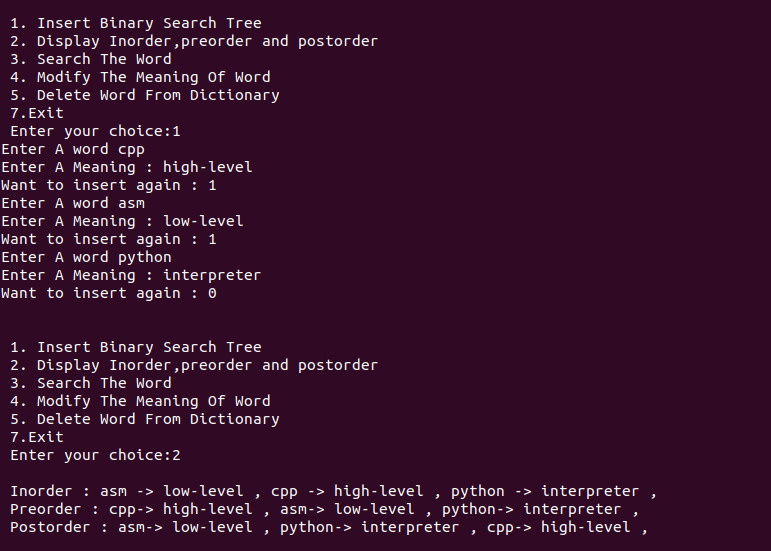 1. Insert Binary Search Tree
2. Display Inorder,preorder and postorder
3. Search The Word
4. Modify The Meaning Of Word
5. Delete Word From Dictionary
7.Exit
Enter your choice:1
Enter A word cpp
Enter A Meaning : high-level
Want to insert again : 1
Enter A word asm
Enter A Meaning : low-level
Want to insert again : 1
Enter A word python
Enter A Meaning : interpreter
Want to insert again : 0
1. Insert Binary Search Tree
2. Display Inorder,preorder and postorder
3. Search The Word
4. Modify The Meaning Of Word
5. Delete Word From Dictionary
7.Exit
Enter your choice:2
Inorder : asm -> low-level , cpp -> high-level , python -> interpreter ,
Preorder : cpp-> high-level , asm-> low-level , python-> interpreter ,
Postorder : asm-> low-level , python-> interpreter , cpp-> high-level ,